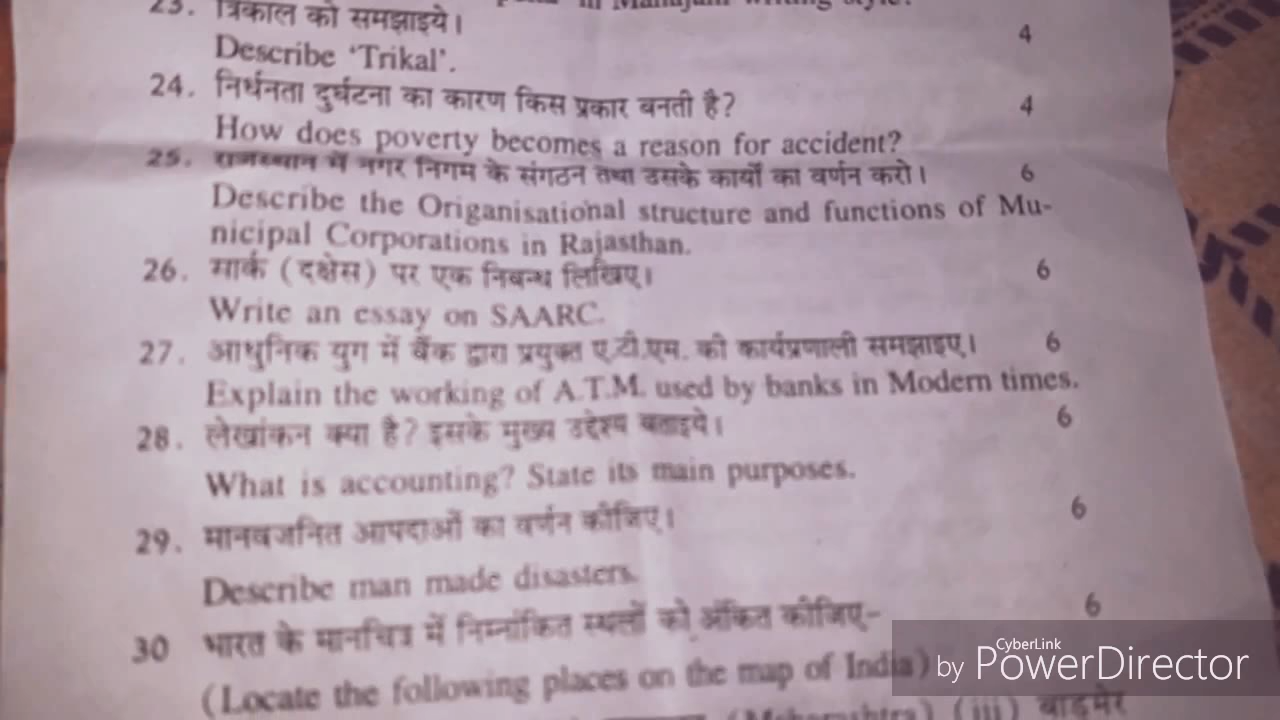 in Mahajani writing style?
23. त्रिकाल को समझाइये। 4
Describe ‘Trikal’.
24. निर्धनता दुर्घटना का कारण किस प्रकार बनती है? 4
How does poverty becomes a reason for accident?
25. राजस्थान में नगर निगम के संगठन तथा उसके कार्यों का वर्णन करो। 6
Describe the Origanisational structure and functions of Mu-
nicipal Corporations in Rajasthan.
26. मार्क (दक्षेस) पर एक निबन्ध लिखिए। 6
Write an essay on SAARC.
27. आधुनिक युग में बैंक द्वारा प्रयुक्त ए.टी.एम. की कार्यप्रणाली समझाइए। 6
Explain the working of A.T.M. used by banks in Modern times.
28. लेखांकन क्या है? इसके मुख्य उद्देश्य बताइये। 6
What is accounting? State its main purposes.
29. मानवजनित आपदाओं का वर्णन कीजिए। 6
Describe man made disasters.
30 भारत के मानचित्र में निम्नांकित स्थलों को अंकित कीजिए- 6
(Locate the following places on the map of India)
(Maharashtra) (iii) बाड़मेर
by CyberLink PowerDirector